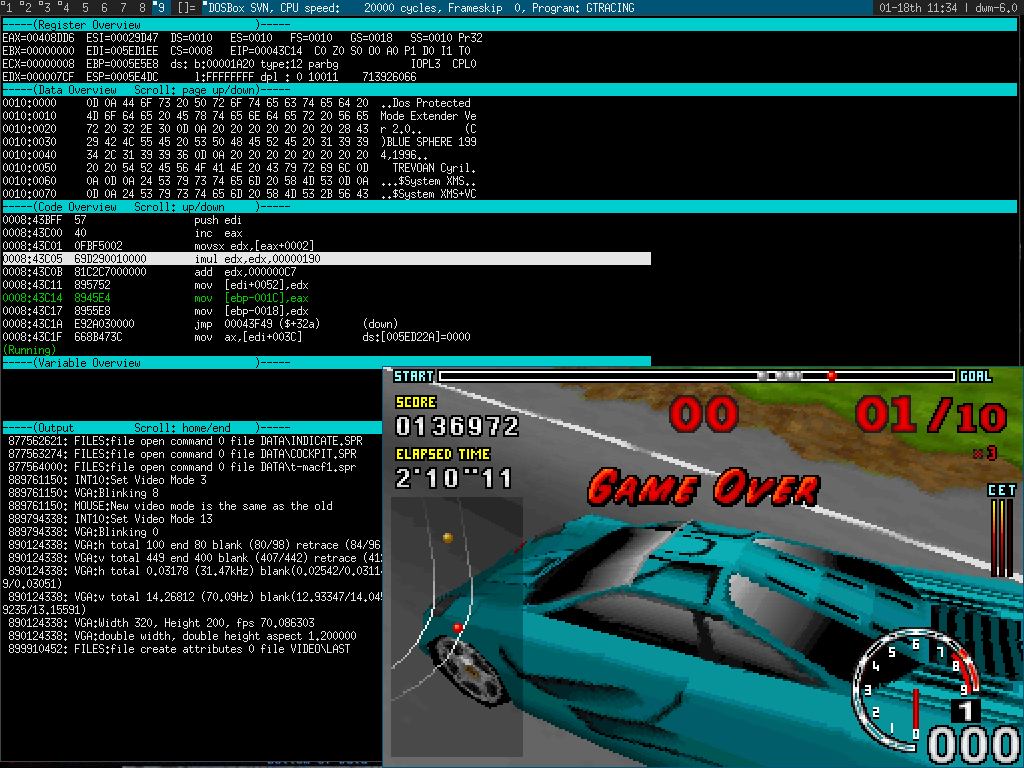 1 2 3 4 5 6 7 8 9 []= DOSBox SVN, CPU speed: 20000 cycles, Frameskip 0, Program: GTRACING 01-18th 11:34 | dwm-6.0
-----(Register Overview )-----
EAX=00408DD6 ESI=00029D47 DS=0010 ES=0010 FS=0010 GS=0018 SS=0010 Pr32
EBX=00000000 EDI=005ED1EE CS=0008 EIP=00043C14 C0 Z0 S0 O0 A0 P1 D0 I1 T0
ECX=00000008 EBP=0005E5E8 ds: b:00001A20 type:12 parbg IOPL3 CPL0
EDX=000007CF ESP=0005E4DC l:FFFFFFFF dpl : 0 10011 713926066
-----(Data Overview Scroll: page up/down)-----
0010:0000 0D 0A 44 6F 73 20 50 72 6F 74 65 63 74 65 64 20 ..Dos Protected
0010:0010 4D 6F 64 65 20 45 78 74 65 6E 64 65 72 20 56 65 Mode Extender Ve
0010:0020 72 20 32 2E 30 0D 0A 20 20 20 20 20 20 20 28 43 r 2.0.. (C
0010:0030 29 42 4C 55 45 20 53 50 48 45 52 45 20 31 39 39 )BLUE SPHERE 199
0010:0040 34 2C 31 39 39 36 0D 0A 20 20 20 20 20 20 20 20 4,1996..
0010:0050 20 20 54 52 45 56 4F 41 4E 20 43 79 72 69 6C 0D TREVOAN Cyril.
0010:0060 0A 0D 0A 24 53 79 73 74 65 6D 20 58 4D 53 0D 0A ...$System XMS..
0010:0070 0D 0A 24 53 79 73 74 65 6D 20 58 4D 53 2B 56 43 ..$System XMS+VC
-----(Code Overview Scroll: up/down )-----
0008:43BFF 57 push edi
0008:43C00 40 inc eax
0008:43C01 0FBF5002 movsx edx,[eax+0002]
0008:43C05 69D290010000 imul edx,edx,00000190
0008:43C0B 81C2C7000000 add edx,000000C7
0008:43C11 895752 mov [edi+0052],edx
0008:43C14 8945E4 mov [ebp-001C],eax
0008:43C17 8955E8 mov [ebp-0018],edx
0008:43C1A E92A030000 jmp 00043F49 ($+32a) (down)
0008:43C1F 668B473C mov ax,[edi+003C] ds:[005ED22A]=0000
(Running)
-----(Variable Overview )-----
-----(Output Scroll: home/end )-----
877562621: FILES:file open command 0 file DATA\INDICATE.SPR
877563274: FILES:file open command 0 file DATA\COCKPIT.SPR
877564000: FILES:file open command 0 file DATA\t-macf1.spr
889761150: INT10:Set Video Mode 3
889761150: VGA:Blinking 8
889761150: MOUSE:New video mode is the same as the old
889794338: INT10:Set Video Mode 13
889794338: VGA:Blinking 0
890124338: VGA:h total 100 end 80 blank (80/98) retrace (84/96
890124338: VGA:v total 449 end 400 blank (407/442) retrace (412
890124338: VGA:h total 0.03178 (31.47kHz) blank(0.02542/0.0311
9/0.03051)
890124338: VGA:v total 14.26812 (70.09Hz) blank(12.93347/14.04
9235/13.15591)
890124338: VGA:Width 320, Height 200, fps 70.086303
890124338: VGA:double width, double height aspect 1.200000
899910452: FILES:file create attributes 0 file VIDEO\LAST
START GOAL
SCORE
0136972
ELAPSED TIME
2'10"11
00 01/10
×3
GAME OVER
CET
0 1 2 3 4 5 6 7 8 9
1
000